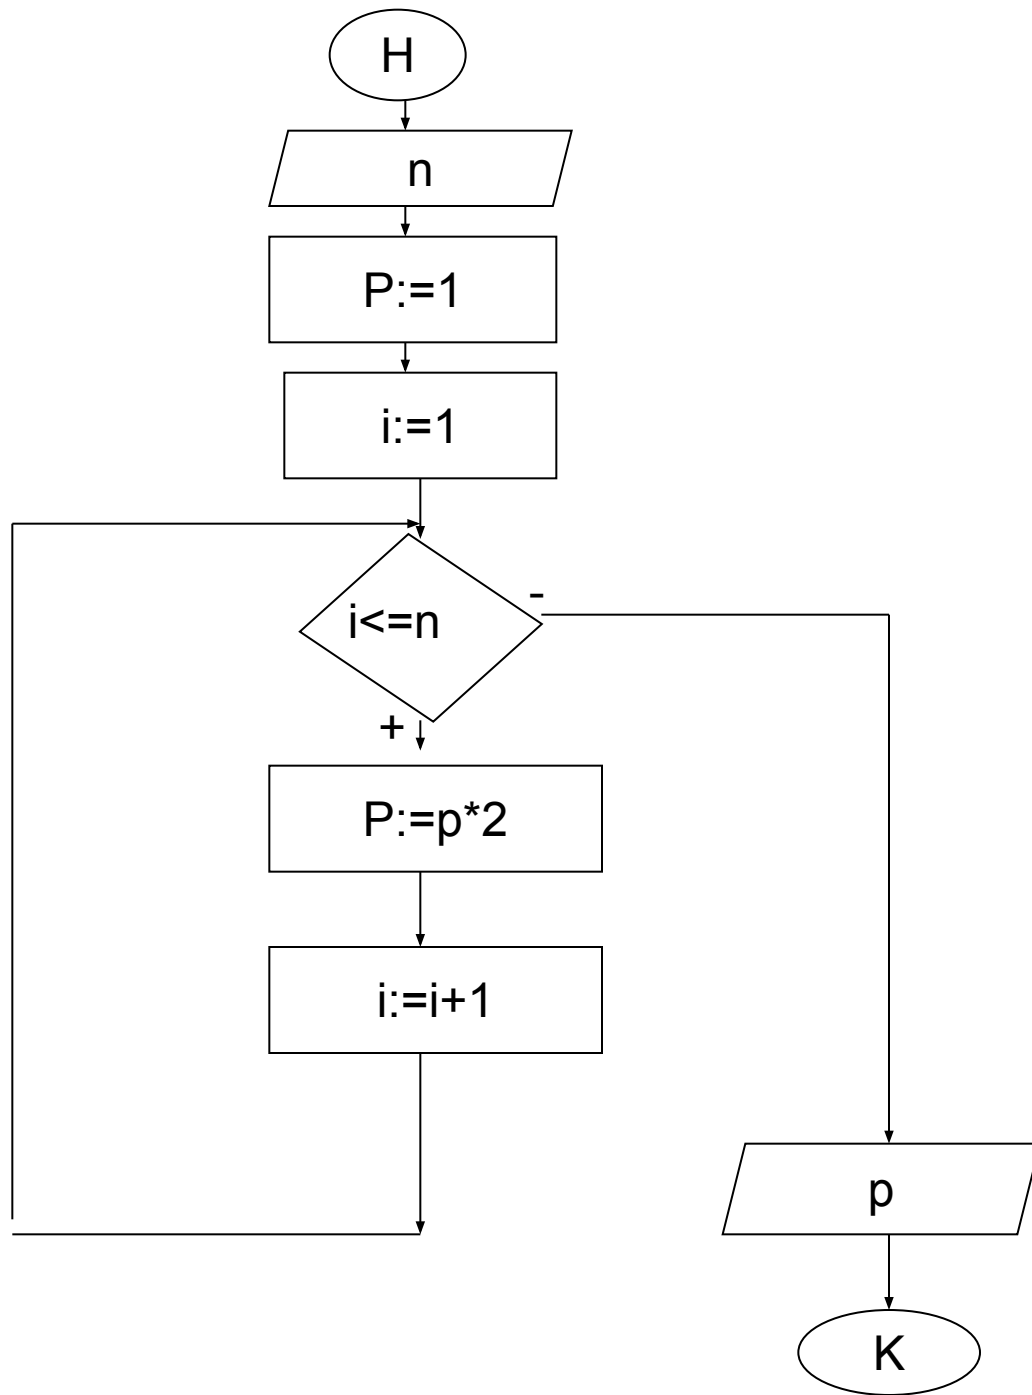 Н
n
P:=1
i:=1
i<=n
-
+
P:=p*2
i:=i+1
p
К